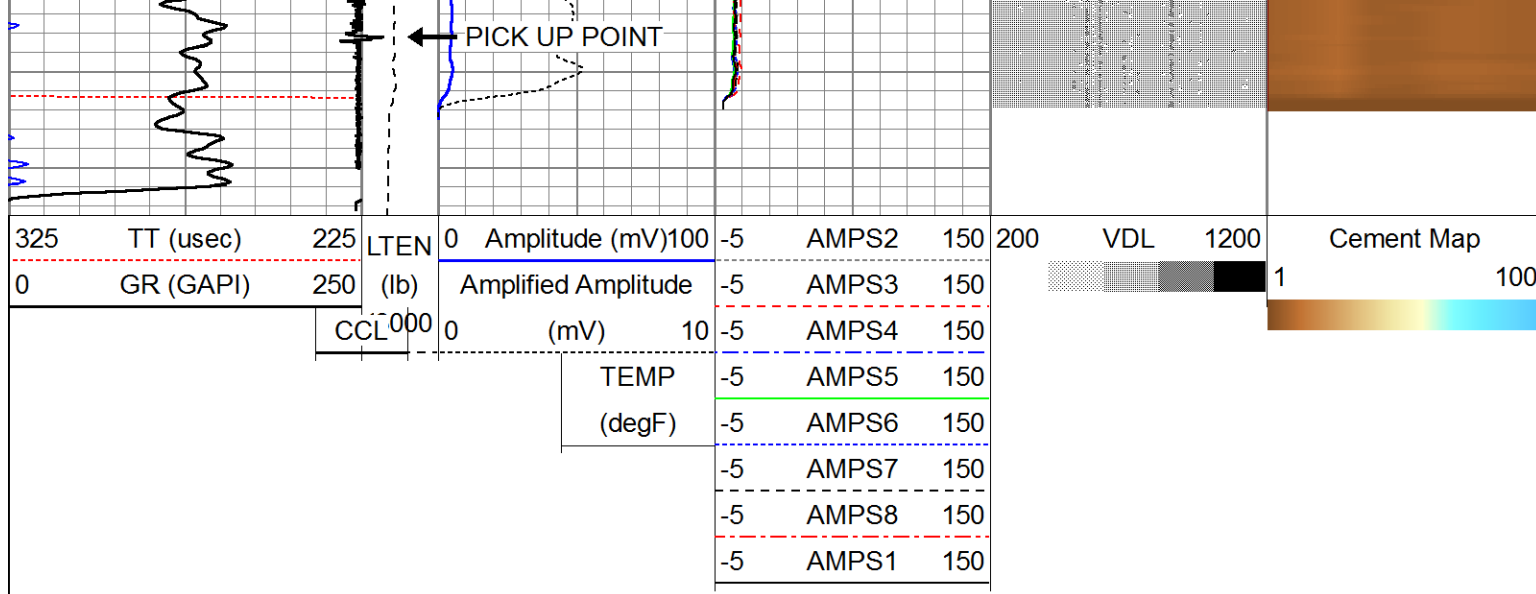 PICK UP POINT
325 TT (usec) 225
0 GR (GAPI) 250
CCL
LTEN
(lb)
000
0 Amplitude (mV)100
Amplified Amplitude
0 (mV) 10
TEMP
(degF)
-5 AMPS2 150
-5 AMPS3 150
-5 AMPS4 150
-5 AMPS5 150
-5 AMPS6 150
-5 AMPS7 150
-5 AMPS8 150
-5 AMPS1 150
200 VDL 1200
Cement Map
1 100